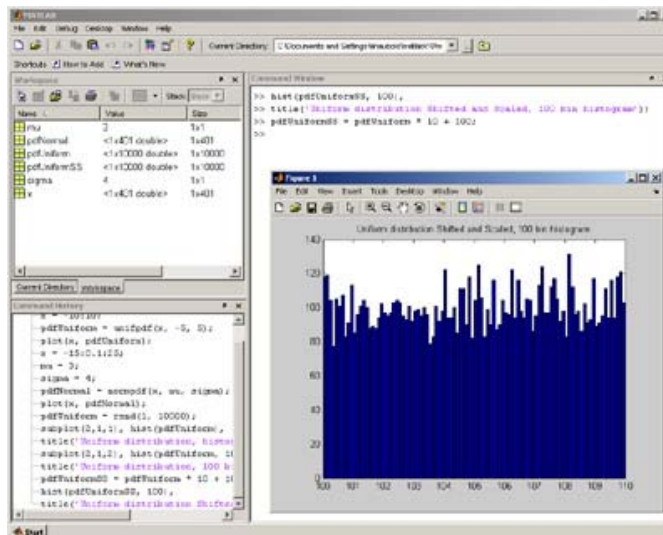 MATLAB
File Edit Debug Desktop Window Help
Current Directory: C:\Documents and Settings\
Shortcuts How to Add What's New
Workspace
Stack:
Name Value Size
mu 3 1x1
pdfNormal <1x401 double> 1x401
pdfUniform <1x10000 double> 1x10000
pdfUniformSS <1x10000 double> 1x10000
sigma 4 1x1
x <1x401 double> 1x401
Current Directory Workspace
Command History
x = -10:10;
pdfUniform = unifpdf(x, -5, 5);
plot(x, pdfUniform);
x = -15:0.1:25;
mu = 3;
sigma = 4;
pdfNormal = normpdf(x, mu, sigma);
plot(x, pdfNormal);
pdfUniform = rand(1, 10000);
subplot(2,1,1), hist(pdfUniform),
title('Uniform distribution, histo
subplot(2,1,2), hist(pdfUniform, 10
title('Uniform distribution, 100 b
pdfUniformSS = pdfUniform * 10 + 10
hist(pdfUniformSS, 100),
title('Uniform distribution Shifte
Start
Command Window
>> hist(pdfUniformSS, 100),
>> title('Uniform distribution Shifted and Scaled, 100 bin histogram')
>> pdfUniformSS = pdfUniform * 10 + 100;
>>
Figure 1
File Edit View Insert Tools Desktop Window Help
Uniform distribution Shifted and Scaled, 100 bin histogram
140
120
100
80
60
40
20
0
100 101 102 103 104 105 106 107 108 109 110